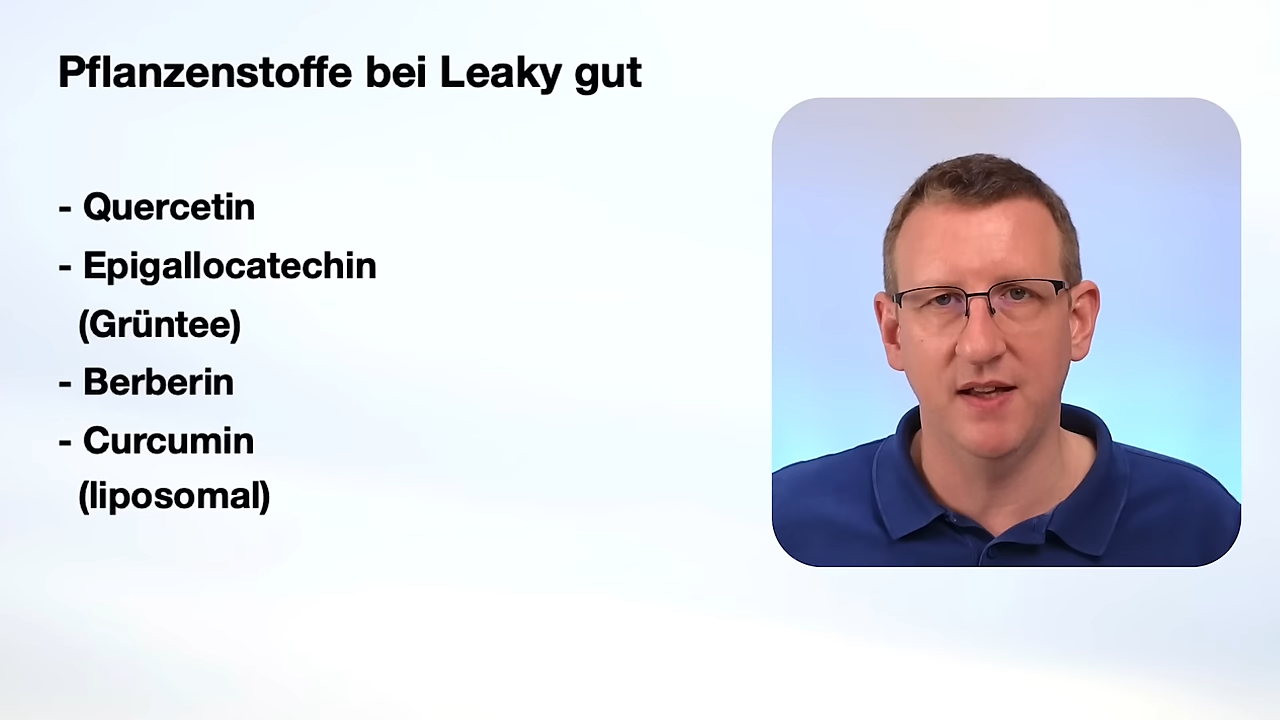 Pflanzenstoffe bei Leaky gut
- Quercetin
- Epigallocatechin
(Grüntee)
- Berberin
- Curcumin
(liposomal)